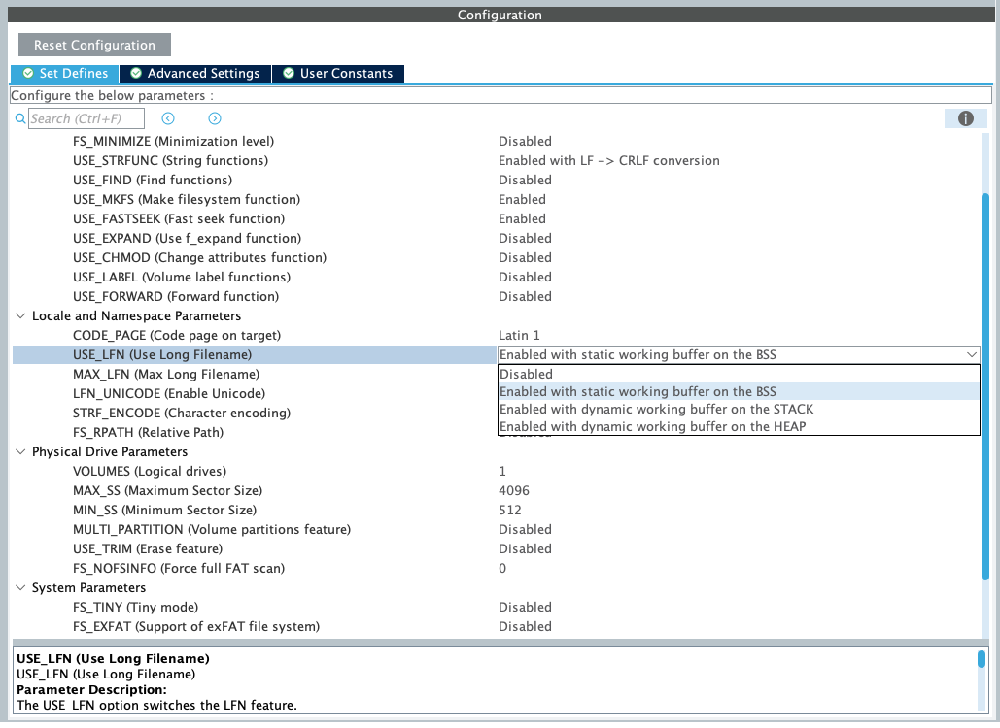 Configuration
Reset Configuration
Set Defines Advanced Settings User Constants
Configure the below parameters :
Search (Ctrl+F)
FS_MINIMIZE (Minimization level) Disabled
USE_STRFUNC (String functions) Enabled with LF -> CRLF conversion
USE_FIND (Find functions) Disabled
USE_MKFS (Make filesystem function) Enabled
USE_FASTSEEK (Fast seek function) Enabled
USE_EXPAND (Use f_expand function) Disabled
USE_CHMOD (Change attributes function) Disabled
USE_LABEL (Volume label functions) Disabled
USE_FORWARD (Forward function) Disabled
Locale and Namespace Parameters
CODE_PAGE (Code page on target) Latin 1
USE_LFN (Use Long Filename) Enabled with static working buffer on the BSS
MAX_LFN (Max Long Filename) Disabled
LFN_UNICODE (Enable Unicode) Enabled with static working buffer on the BSS
STRF_ENCODE (Character encoding) Enabled with dynamic working buffer on the STACK
FS_RPATH (Relative Path) Enabled with dynamic working buffer on the HEAP
Physical Drive Parameters
VOLUMES (Logical drives) 1
MAX_SS (Maximum Sector Size) 4096
MIN_SS (Minimum Sector Size) 512
MULTI_PARTITION (Volume partitions feature) Disabled
USE_TRIM (Erase feature) Disabled
FS_NOFSINFO (Force full FAT scan) 0
System Parameters
FS_TINY (Tiny mode) Disabled
FS_EXFAT (Support of exFAT file system) Disabled
USE_LFN (Use Long Filename)
USE_LFN (Use Long Filename)
Parameter Description:
The USE_LFN option switches the LFN feature.